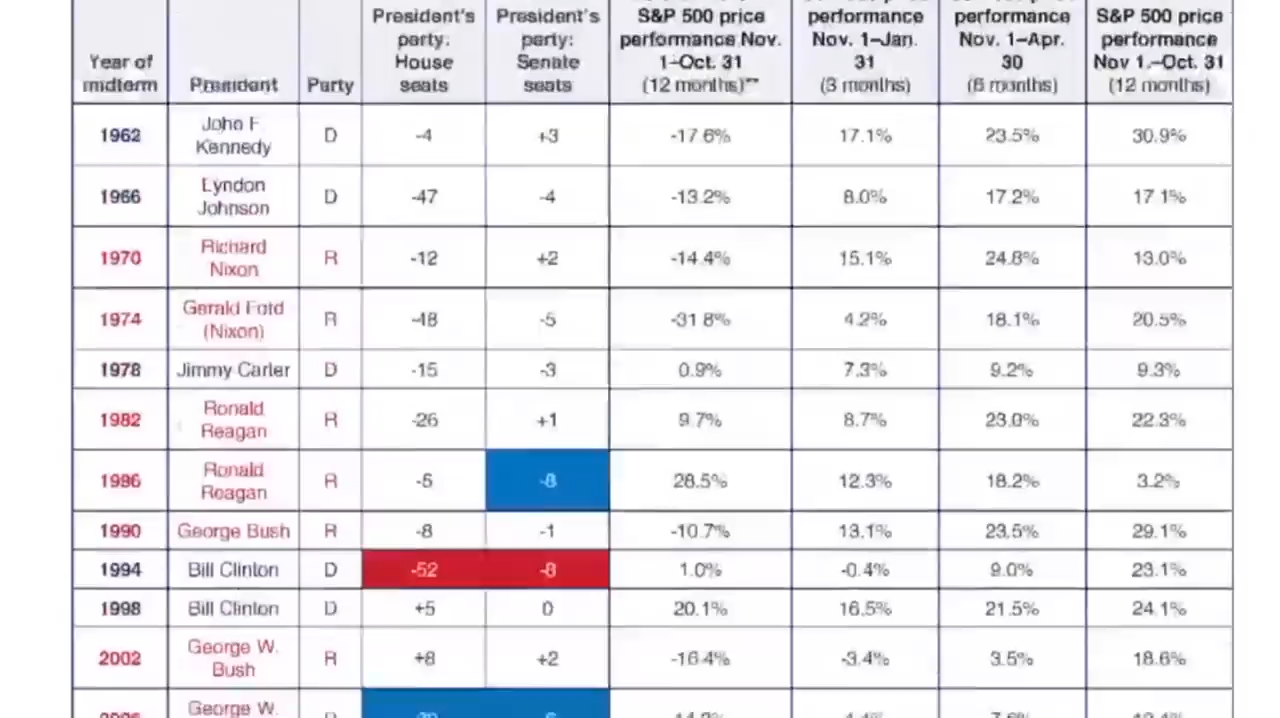 President's President's S&P 500 price performance performance S&P 500 price
party: party: performance Nov. Nov. 1–Jan. Nov. 1–Apr. performance
Year of House Senate 1–Oct. 31 31 30 Nov 1.–Oct. 31
midterm President Party seats seats (12 months)** (3 months) (6 months) (12 months)
1962 John F. Kennedy D -4 +3 -17.6% 17.1% 23.5% 30.9%
1966 Lyndon Johnson D -47 -4 -13.2% 8.0% 17.2% 17.1%
1970 Richard Nixon R -12 +2 -14.4% 15.1% 24.8% 13.0%
1974 Gerald Ford (Nixon) R -48 -5 -31.8% 4.2% 18.1% 20.5%
1978 Jimmy Carter D -15 -3 0.9% 7.3% 9.2% 9.3%
1982 Ronald Reagan R -26 +1 9.7% 8.7% 23.0% 22.3%
1986 Ronald Reagan R -5 -8 28.5% 12.3% 18.2% 3.2%
1990 George Bush R -8 -1 -10.7% 13.1% 23.5% 29.1%
1994 Bill Clinton D -52 -8 1.0% -0.4% 9.0% 23.1%
1998 Bill Clinton D +5 0 20.1% 16.5% 21.5% 24.1%
2002 George W. Bush R +8 +2 -16.4% -3.4% 3.5% 18.6%
George W.